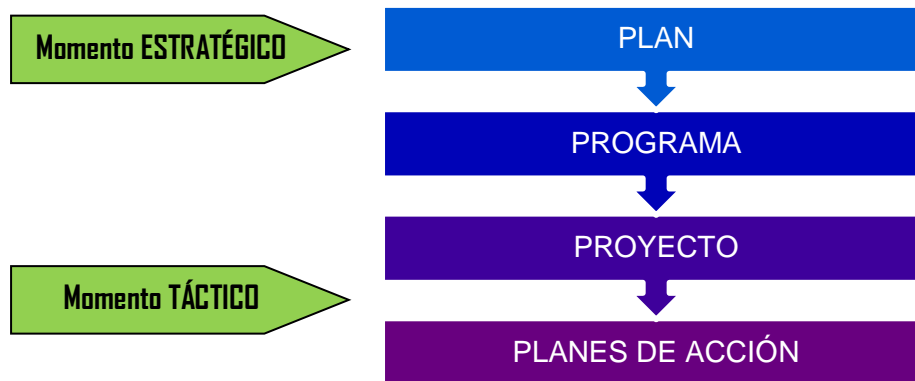 Momento ESTRATÉGICO
PLAN
PROGRAMA
PROYECTO
Momento TÁCTICO
PLANES DE ACCIÓN